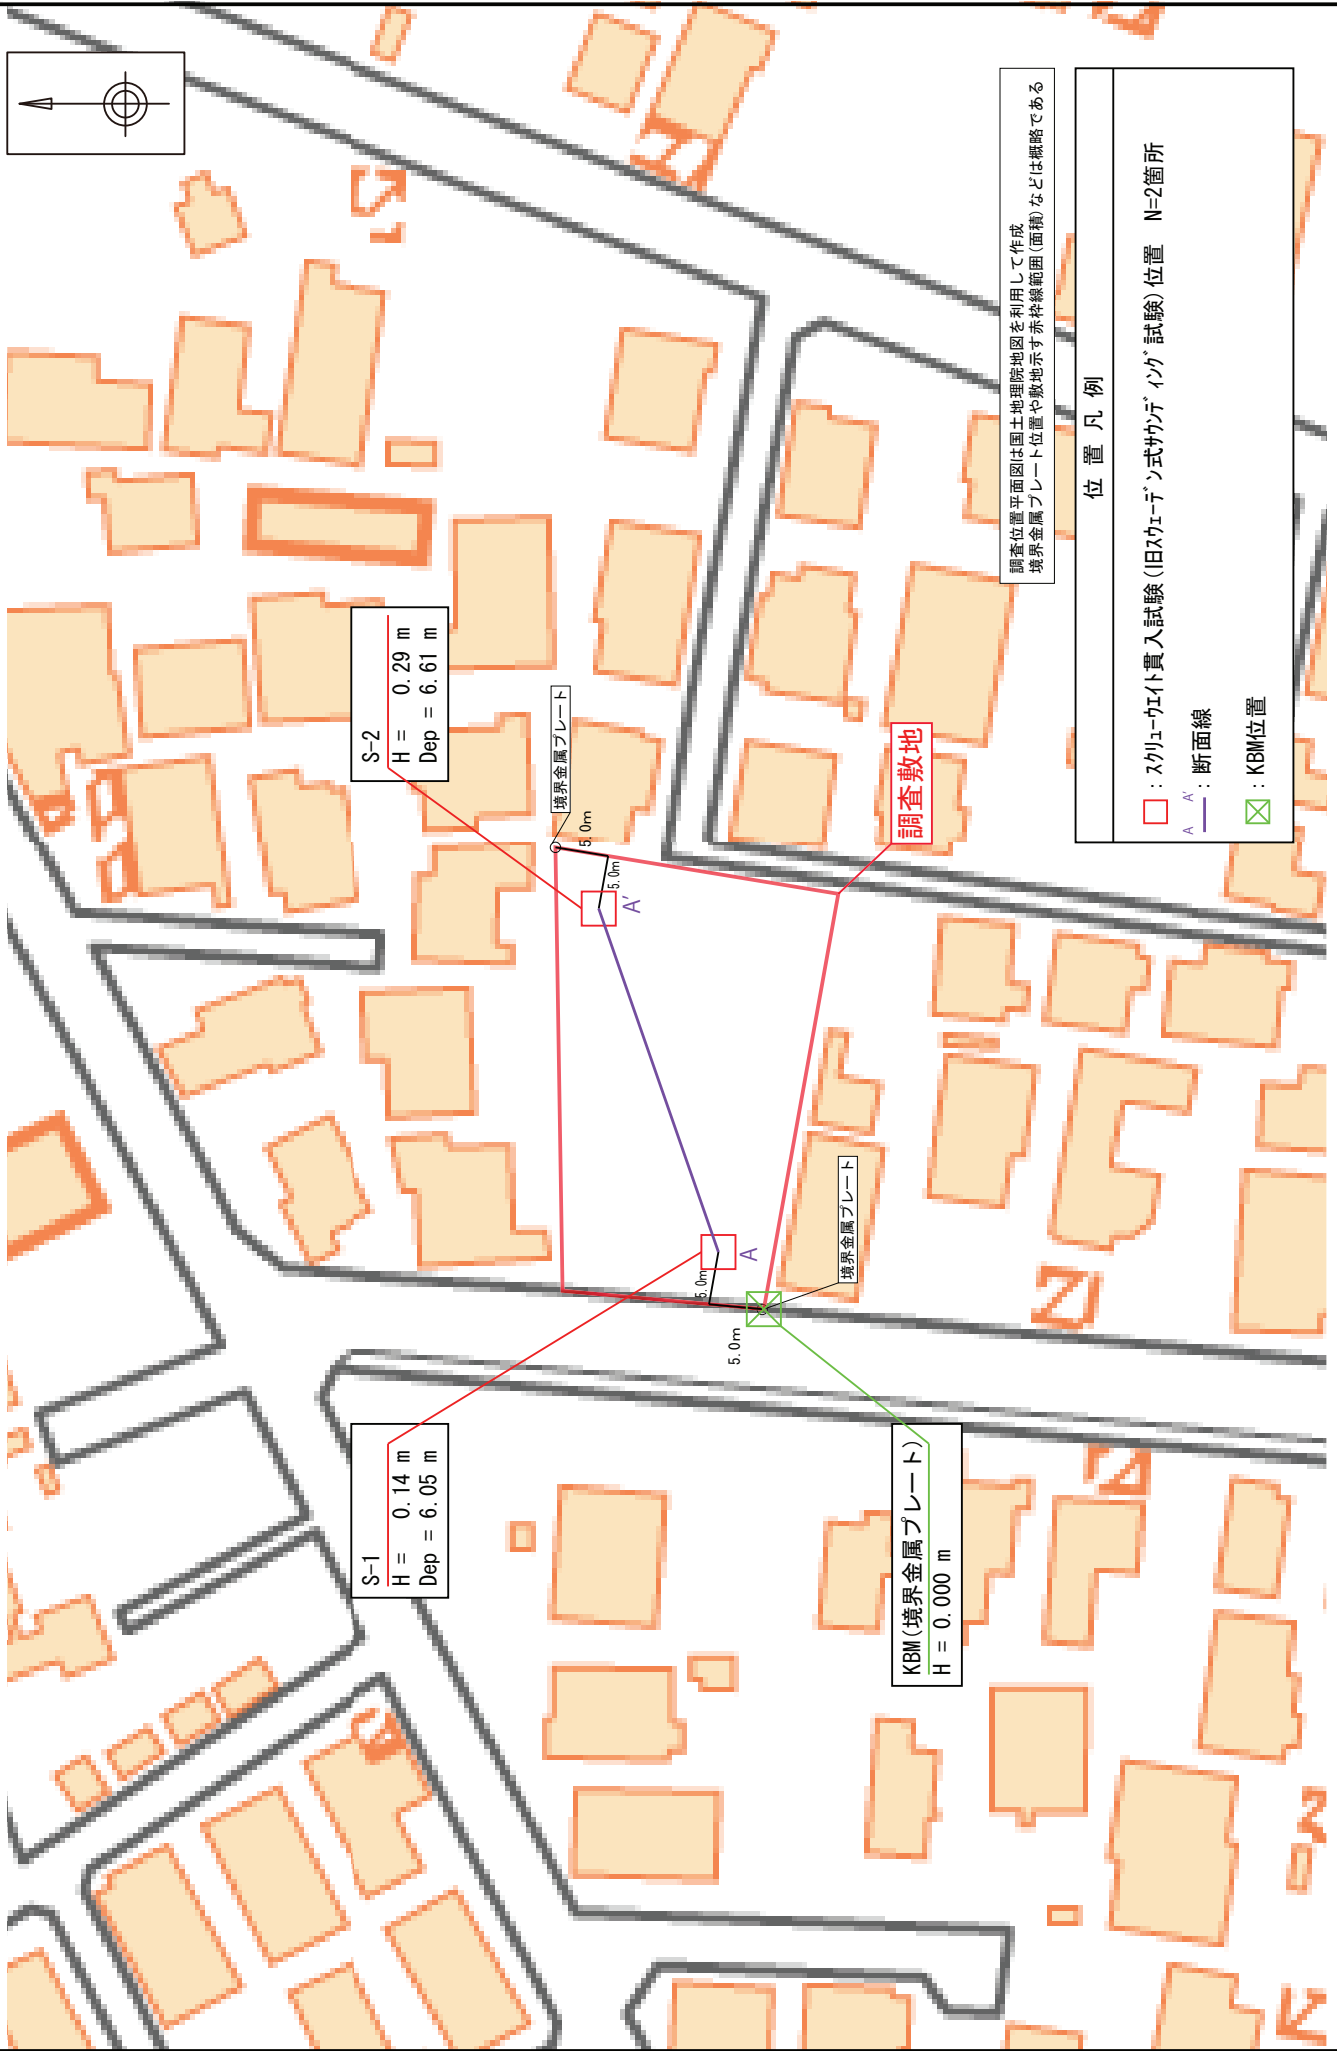 S-1
H =   0.14 m
Dep = 6.05 m
S-2
H =   0.29 m
Dep = 6.61 m
境界金属プレート
5.0m
5.0m
A'
A
5.0m
5.0m
境界金属プレート
KBM(境界金属プレート)
H = 0.000 m
調査敷地
調査位置平面図は国土地理院地図を利用して作成
境界金属プレート位置や敷地示す赤枠線範囲(面積)などは概略である
位 置 凡 例
: スクリューウエイト貫入試験(旧スウェーデン式サウンディング試験)位置 N=2箇所
A A' : 断面線
: KBM位置